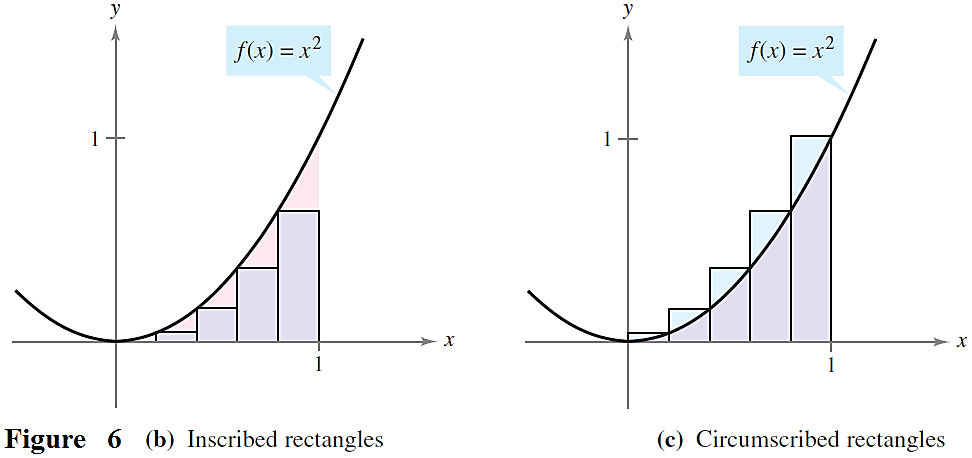 y
f(x) = x²
1
x
1
y
f(x) = x²
1
x
1
Figure 6 (b) Inscribed rectangles
(c) Circumscribed rectangles